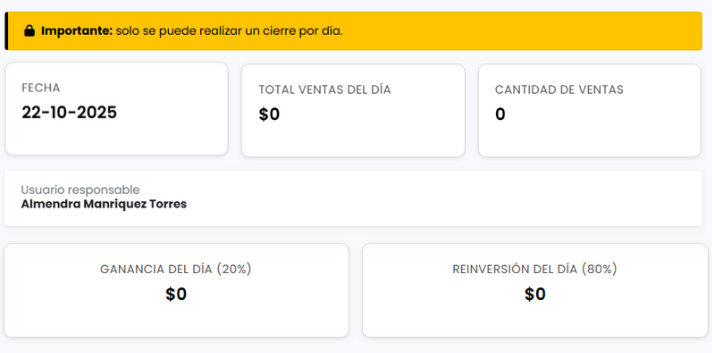 Importante: solo se puede realizar un cierre por día.
FECHA
22-10-2025
TOTAL VENTAS DEL DÍA
$0
CANTIDAD DE VENTAS
0
Usuario responsable
Almendra Manriquez Torres
GANANCIA DEL DÍA (20%)
$0
REINVERSIÓN DEL DÍA (80%)
$0